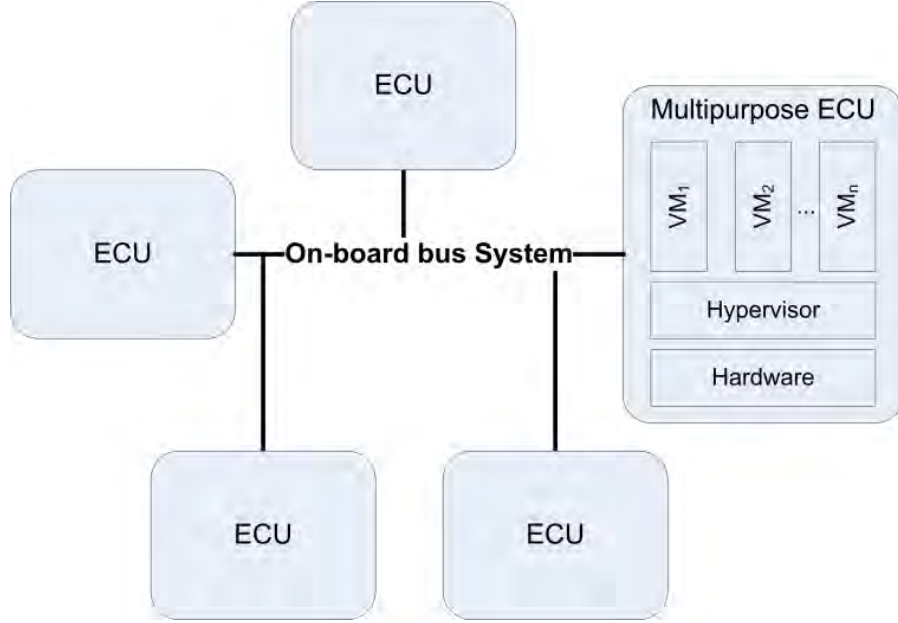 ECU
Multipurpose ECU
VM₁ VM₂ ... VMₙ
ECU
On-board bus System
Hypervisor
Hardware
ECU
ECU